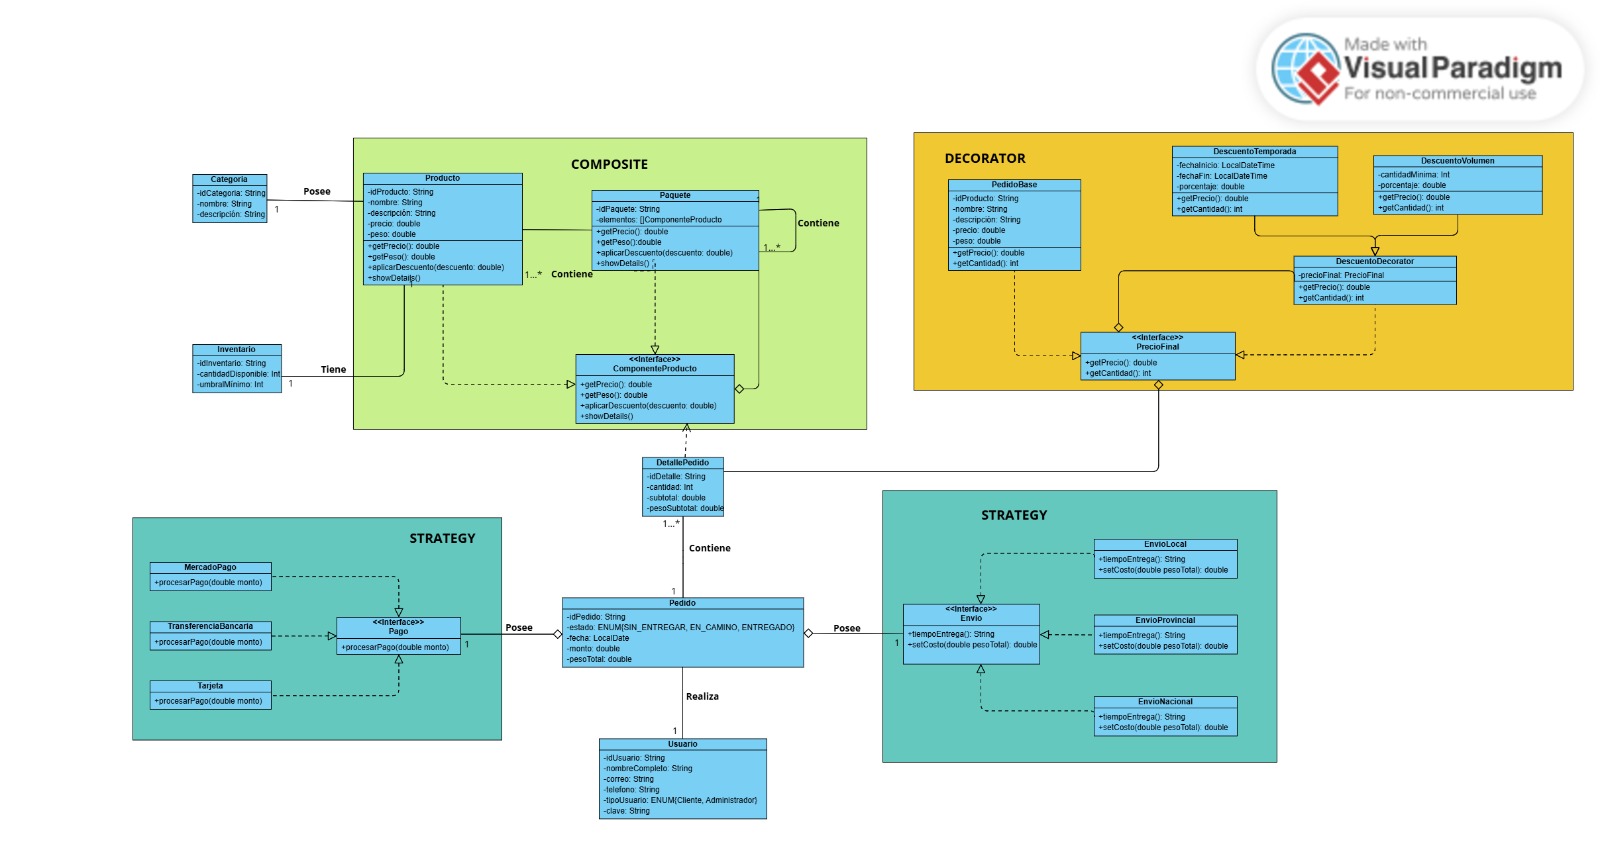 Made with
Visual Paradigm
For non-commercial use
COMPOSITE
Categoria
-idCategoria: String
-nombre: String
-descripción: String
Posee
1
Producto
-idProducto: String
-nombre: String
-descripción: String
-precio: double
-peso: double
+getPrecio(): double
+getPeso(): double
+aplicarDescuento(descuento: double)
+showDetails()
1
1...*
Contiene
Paquete
-idPaquete: String
-elementos: []ComponenteProducto
+getPrecio(): double
+getPeso():double
+aplicarDescuento(descuento: double)
+showDetails()
Contiene
1...*
Inventario
-idInventario: String
-cantidadDisponible: Int
-umbralMínimo: Int
Tiene
1
<<Interface>>
ComponenteProducto
+getPrecio(): double
+getPeso(): double
+aplicarDescuento(descuento: double)
+showDetails()
DECORATOR
PedidoBase
-idProducto: String
-nombre: String
-descripción: String
-precio: double
-peso: double
+getPrecio(): double
+getCantidad(): int
DescuentoTemporada
-fechaInicio: LocalDateTime
-fechaFin: LocalDateTime
-porcentaje: double
+getPrecio(): double
+getCantidad(): int
DescuentoVolumen
-cantidadMinima: Int
-porcentaje: double
+getPrecio(): double
+getCantidad(): int
DescuentoDecorator
-precioFinal: PrecioFinal
+getPrecio(): double
+getCantidad(): int
<<Interface>>
PrecioFinal
+getPrecio(): double
+getCantidad(): int
DetallePedido
-idDetalle: String
-cantidad: Int
-subtotal: double
-pesoSubtotal: double
1...*
Contiene
1
STRATEGY
MercadoPago
+procesarPago(double monto)
TransferenciaBancaria
+procesarPago(double monto)
Tarjeta
+procesarPago(double monto)
<<Interface>>
Pago
+procesarPago(double monto)
1
Posee
Pedido
-idPedido: String
-estado: ENUM{SIN_ENTREGAR, EN_CAMINO, ENTREGADO}
-fecha: LocalDate
-monto: double
-pesoTotal: double
Posee
1
STRATEGY
EnvioLocal
+tiempoEntrega(): String
+setCosto(double pesoTotal): double
<<Interface>>
Envio
+tiempoEntrega(): String
+setCosto(double pesoTotal): double
EnvioProvincial
+tiempoEntrega(): String
+setCosto(double pesoTotal): double
EnvioNacional
+tiempoEntrega(): String
+setCosto(double pesoTotal): double
Realiza
1
Usuario
-idUsuario: String
-nombreCompleto: String
-correo: String
-telefono: String
-tipoUsuario: ENUM{Cliente, Administrador}
-clave: String